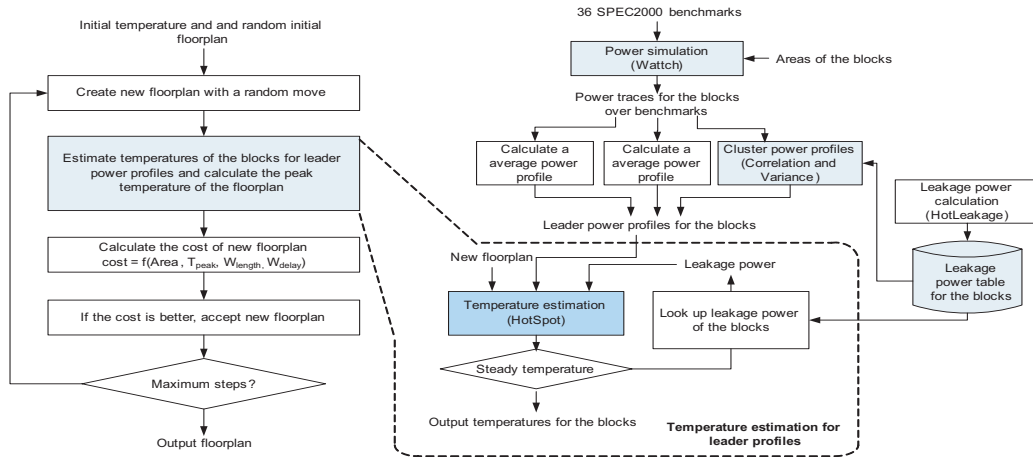 Initial temperature and and random initial
floorplan
Create new floorplan with a random move
Estimate temperatures of the blocks for leader
power profiles and calculate the peak
temperature of the floorplan
Calculate the cost of new floorplan
cost = f(Area , Tpeak, Wlength, Wdelay)
If the cost is better, accept new floorplan
Maximum steps?
Output floorplan
36 SPEC2000 benchmarks
Power simulation
(Wattch)
Areas of the blocks
Power traces for the blocks
over benchmarks
Calculate a
average power
profile
Calculate a
average power
profile
Cluster power profiles
(Correlation and
Variance )
Leakage power
calculation
(HotLeakage)
Leader power profiles for the blocks
New floorplan
Leakage power
Leakage
power table
for the blocks
Temperature estimation
(HotSpot)
Look up leakage power
of the blocks
Steady temperature
Output temperatures for the blocks
Temperature estimation for
leader profiles